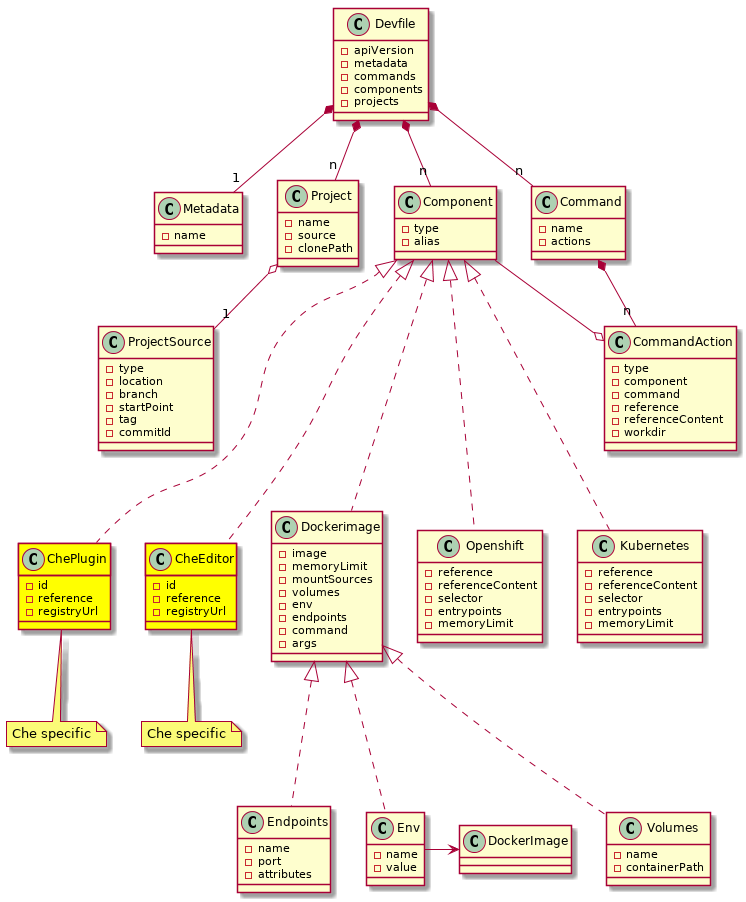 C Devfile
apiVersion
metadata
commands
components
projects
1
n
n
n
C Metadata
name
C Project
name
source
clonePath
C Component
type
alias
C Command
name
actions
1
n
C ProjectSource
type
location
branch
startPoint
tag
commitId
C CommandAction
type
component
command
reference
referenceContent
workdir
C ChePlugin
id
reference
registryUrl
C CheEditor
id
reference
registryUrl
C Dockerimage
image
memoryLimit
mountSources
volumes
env
endpoints
command
args
C Openshift
reference
referenceContent
selector
entrypoints
memoryLimit
C Kubernetes
reference
referenceContent
selector
entrypoints
memoryLimit
Che specific
Che specific
C Endpoints
name
port
attributes
C Env
name
value
C DockerImage
C Volumes
name
containerPath